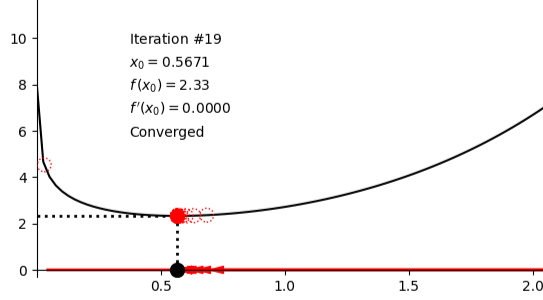 10
8
6
4
2
0
Iteration #19
x₀ = 0.5671
f(x₀) = 2.33
f'(x₀) = 0.0000
Converged
0.5
1.0
1.5
2.0